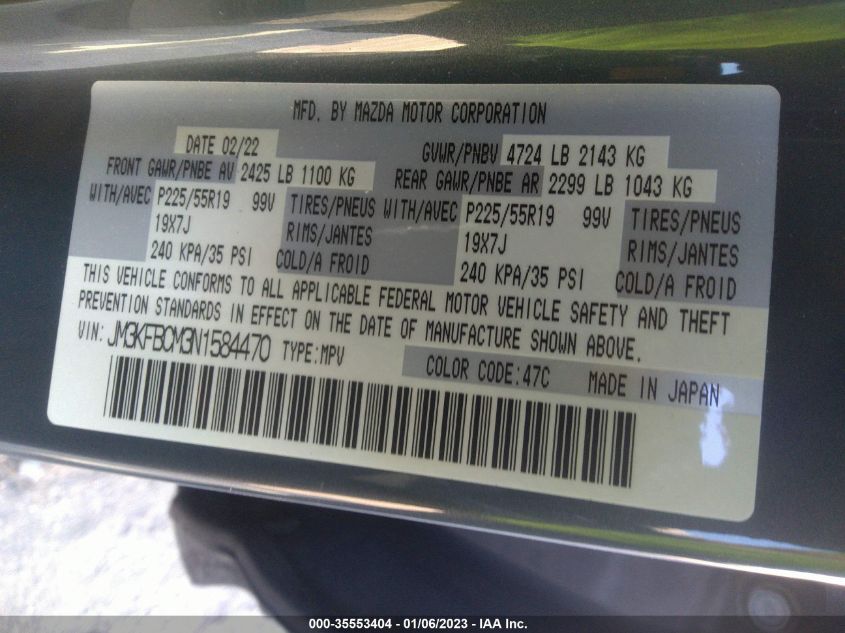 MFD. BY MAZDA MOTOR CORPORATION
DATE 02/22 GVWR/PNBV 4724 LB 2143 KG
FRONT GAWR/PNBE AV 2425 LB 1100 KG REAR GAWR/PNBE AR 2299 LB 1043 KG
WITH/AVEC P225/55R19 99V TIRES/PNEUS WITH/AVEC P225/55R19 99V TIRES/PNEUS
19X7J RIMS/JANTES 19X7J RIMS/JANTES
240 KPA/35 PSI COLD/A FROID 240 KPA/35 PSI COLD/A FROID
THIS VEHICLE CONFORMS TO ALL APPLICABLE FEDERAL MOTOR VEHICLE SAFETY AND THEFT
PREVENTION STANDARDS IN EFFECT ON THE DATE OF MANUFACTURE SHOWN ABOVE.
VIN: JM3KFBCM3N1584470 TYPE:MPV
COLOR CODE:47C MADE IN JAPAN
000-35553404 - 01/06/2023 - IAA Inc.